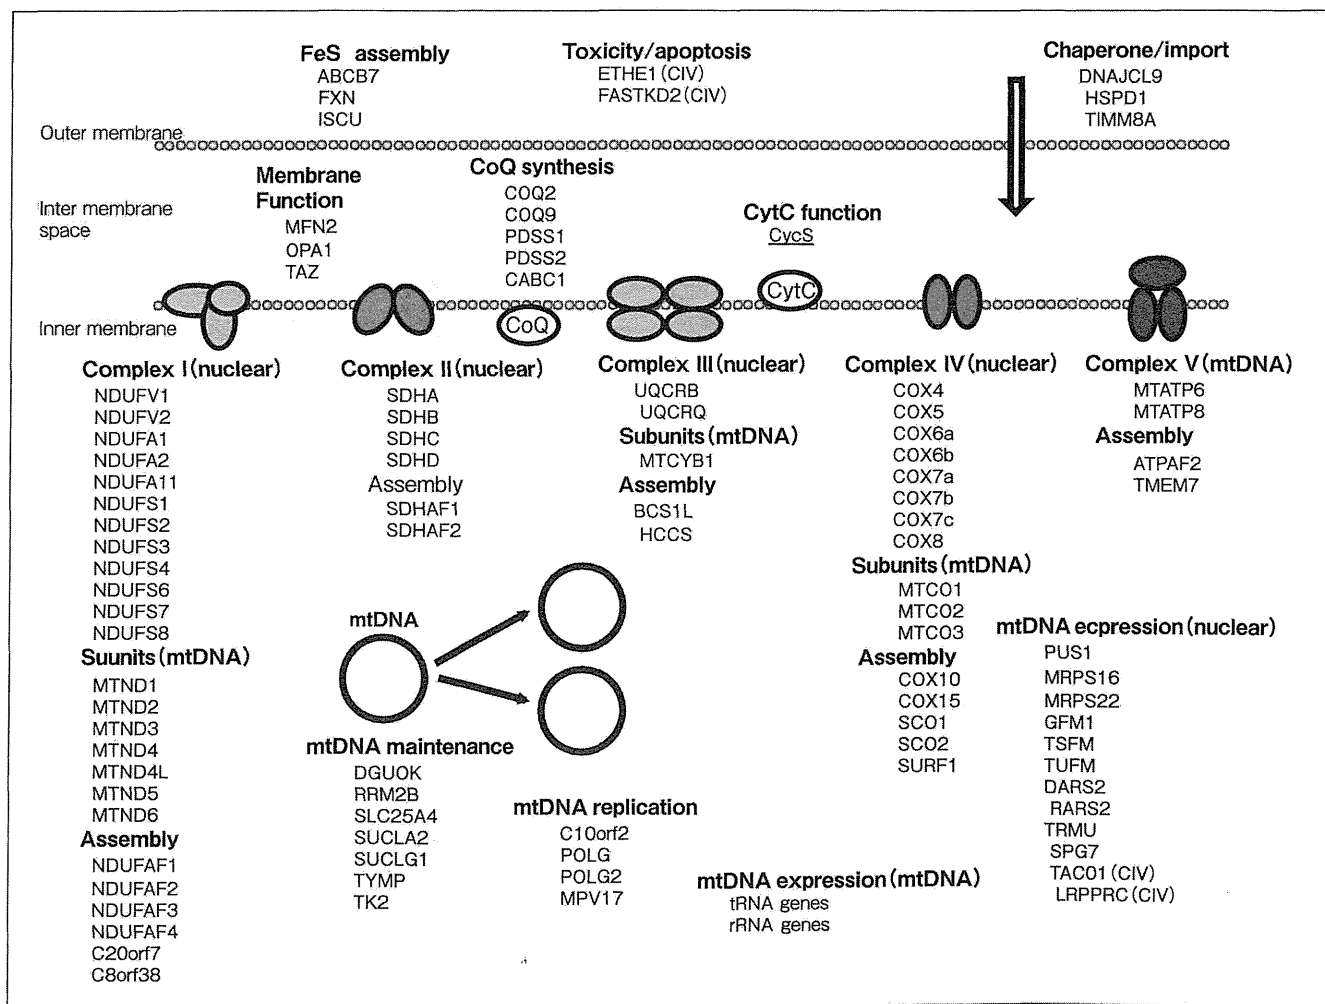 FeS assembly
ABCB7
FXN
ISCU
Toxicity/apoptosis
ETHE1(CIV)
FASTKD2(CIV)
Chaperone/import
DNAJCL9
HSPD1
TIMM8A
Outer membrane
Membrane
Function
MFN2
OPA1
TAZ
CoQ synthesis
COQ2
COQ9
PDSS1
PDSS2
CABC1
Inter membrane
space
CytC function
CycS
CytC
CoQ
Inner membrane
Complex I(nuclear)
NDUFV1
NDUFV2
NDUFA1
NDUFA2
NDUFA11
NDUFS1
NDUFS2
NDUFS3
NDUFS4
NDUFS6
NDUFS7
NDUFS8
Suunits(mtDNA)
MTND1
MTND2
MTND3
MTND4
MTND4L
MTND5
MTND6
Assembly
NDUFAF1
NDUFAF2
NDUFAF3
NDUFAF4
C20orf7
C8orf38
Complex II(nuclear)
SDHA
SDHB
SDHC
SDHD
Assembly
SDHAF1
SDHAF2
Complex III(nuclear)
UQCRB
UQCRQ
Subunits(mtDNA)
MTCYB1
Assembly
BCS1L
HCCS
Complex IV(nuclear)
COX4
COX5
COX6a
COX6b
COX7a
COX7b
COX7c
COX8
Subunits(mtDNA)
MTCO1
MTCO2
MTCO3
Assembly
COX10
COX15
SCO1
SCO2
SURF1
Complex V(mtDNA)
MTATP6
MTATP8
Assembly
ATPAF2
TMEM7
mtDNA
mtDNA maintenance
DGUOK
RRM2B
SLC25A4
SUCLA2
SUCLG1
TYMP
TK2
mtDNA replication
C10orf2
POLG
POLG2
MPV17
mtDNA expression(mtDNA)
tRNA genes
rRNA genes
mtDNA ecpression(nuclear)
PUS1
MRPS16
MRPS22
GFM1
TSFM
TUFM
DARS2
RARS2
TRMU
SPG7
TACO1(CIV)
LRPPRC(CIV)